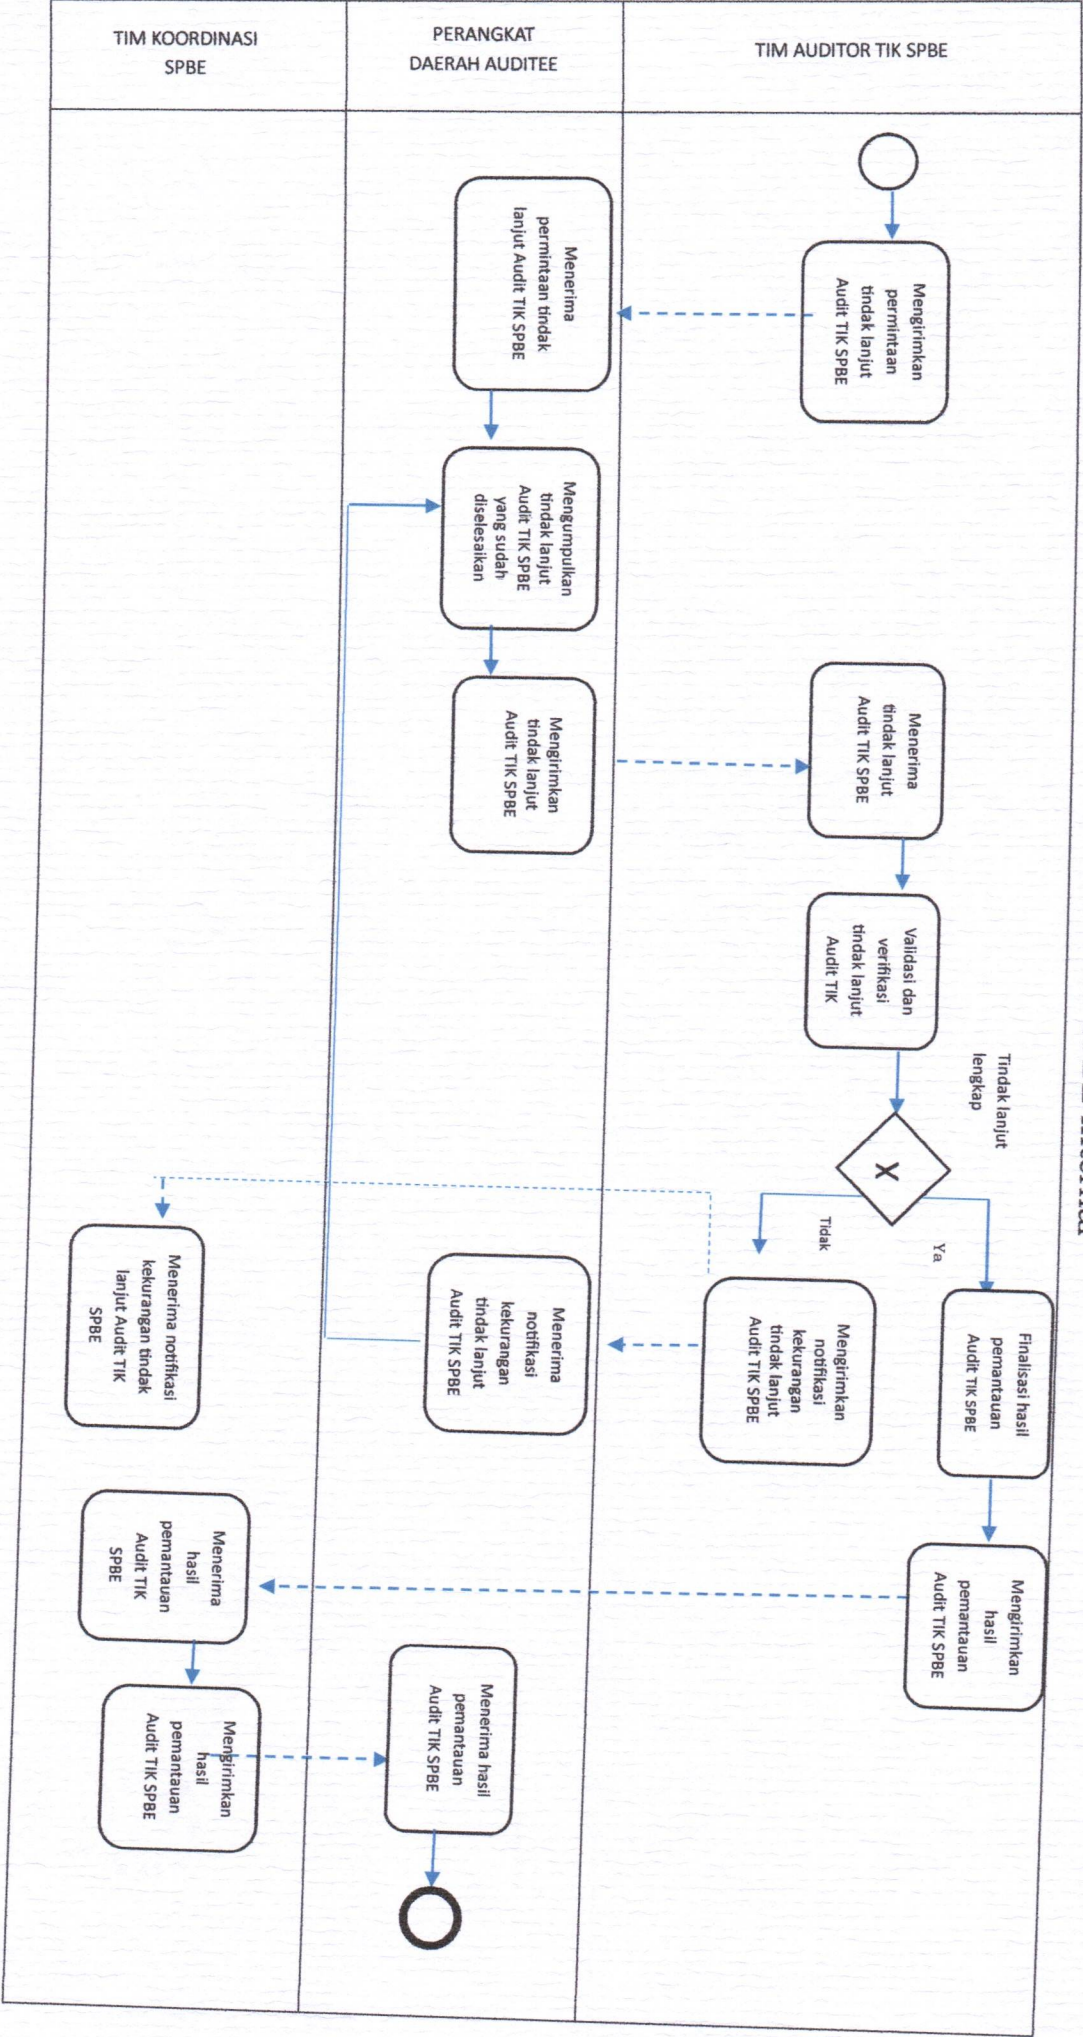 TIM KOORDINASI
SPBE
PERANGKAT
DAERAH AUDITEE
TIM AUDITOR TIK SPBE
Mengirimkan
permintaan
tindak lanjut
Audit TIK SPBE
Menerima
permintaan tindak
lanjut Audit TIK SPBE
Mengumpulkan
tindak lanjut
Audit TIK SPBE
yang sudah
diselesaikan
Mengirimkan
tindak lanjut
Audit TIK SPBE
Menerima
tindak lanjut
Audit TIK SPBE
Validasi dan
verifikasi
tindak lanjut
Audit TIK
Tindak lanjut
lengkap
X
Ya
Tidak
Finalisasi hasil
pemantauan
Audit TIK SPBE
Mengirimkan
notifikasi
kekurangan
tindak lanjut
Audit TIK SPBE
Menerima
notifikasi
kekurangan
tindak lanjut
Audit TIK SPBE
Menerima notifikasi
kekurangan tindak
lanjut Audit TIK
SPBE
Mengirimkan
hasil
pemantauan
Audit TIK SPBE
Menerima
hasil
pemantauan
Audit TIK
SPBE
Mengirimkan
hasil
pemantauan
Audit TIK SPBE
Menerima hasil
pemantauan
Audit TIK SPBE